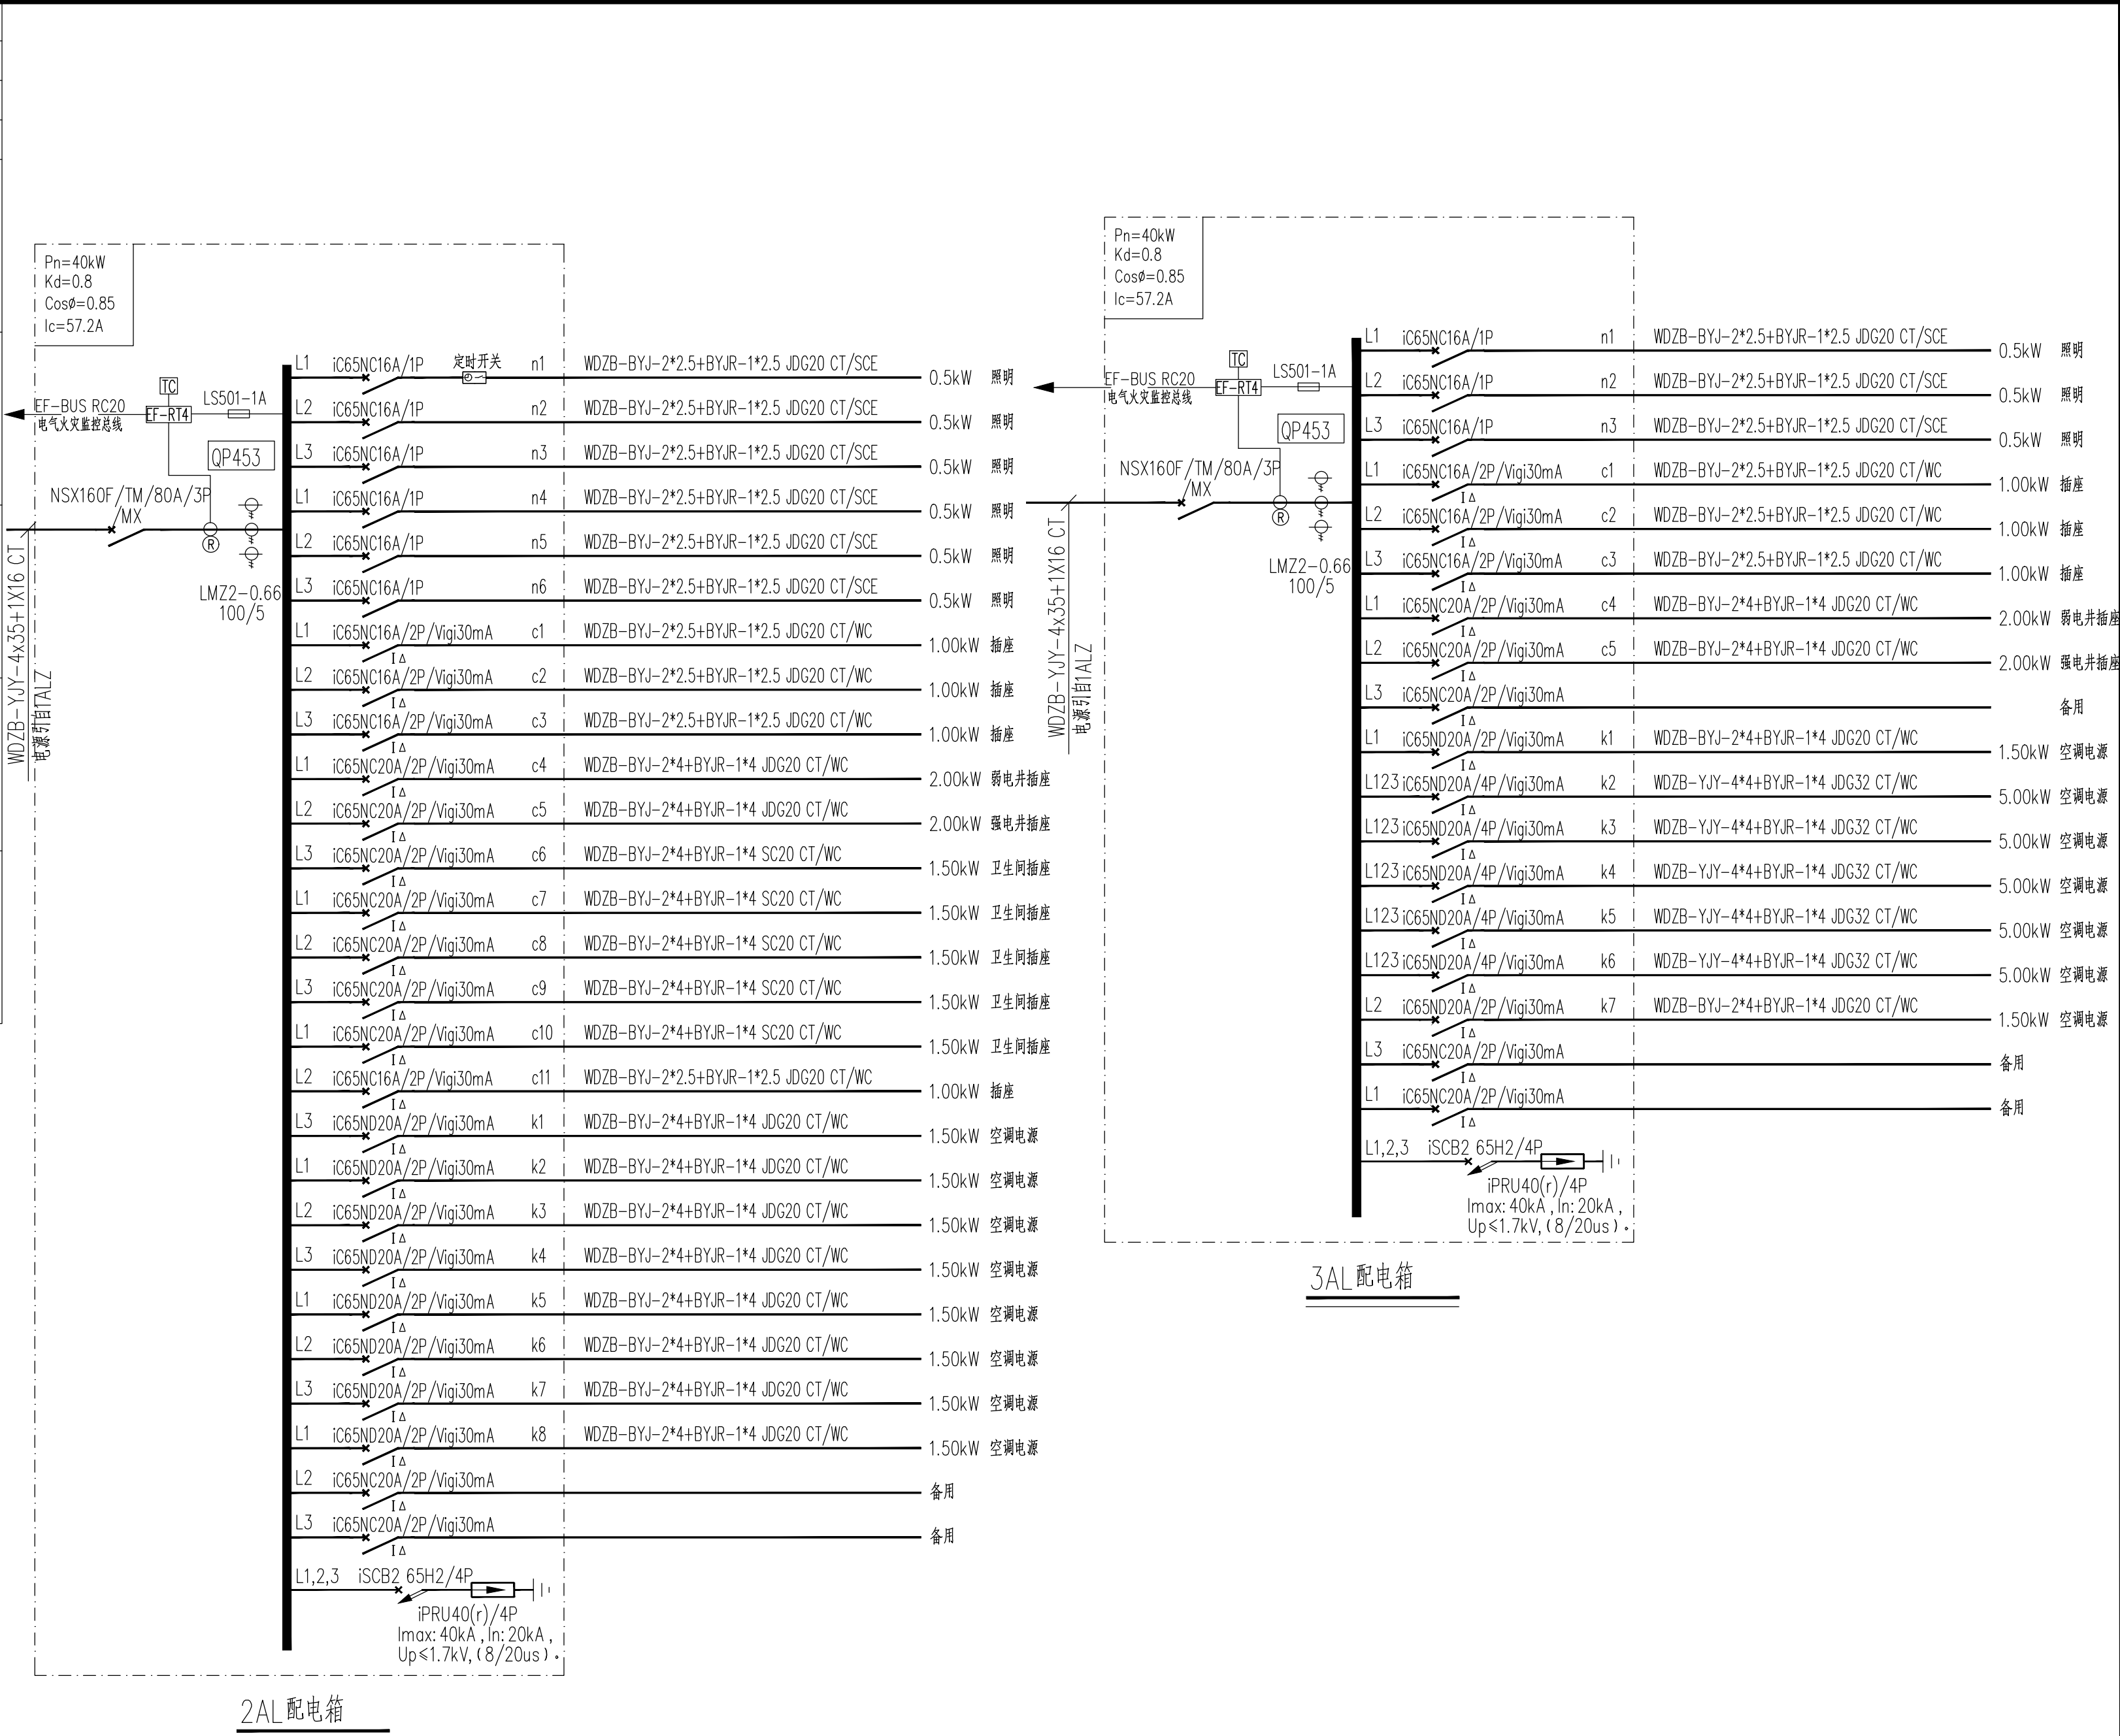 Pn=40kW
Kd=0.8
Cosø=0.85
Ic=57.2A
TC
LS501-1A
EF-BUS RC20
EF-RT4
电气火灾监控总线
QP453
NSX160F/TM/80A/3P
/MX
R
LMZ2-0.66
100/5
WDZB-YJY-4x35+1X16 CT
电源引自1ALZ
L1 iC65NC16A/1P 定时开关 n1 WDZB-BYJ-2*2.5+BYJR-1*2.5 JDG20 CT/SCE 0.5kW 照明
L2 iC65NC16A/1P n2 WDZB-BYJ-2*2.5+BYJR-1*2.5 JDG20 CT/SCE 0.5kW 照明
L3 iC65NC16A/1P n3 WDZB-BYJ-2*2.5+BYJR-1*2.5 JDG20 CT/SCE 0.5kW 照明
L1 iC65NC16A/1P n4 WDZB-BYJ-2*2.5+BYJR-1*2.5 JDG20 CT/SCE 0.5kW 照明
L2 iC65NC16A/1P n5 WDZB-BYJ-2*2.5+BYJR-1*2.5 JDG20 CT/SCE 0.5kW 照明
L3 iC65NC16A/1P n6 WDZB-BYJ-2*2.5+BYJR-1*2.5 JDG20 CT/SCE 0.5kW 照明
L1 iC65NC16A/2P/Vigi30mA c1 WDZB-BYJ-2*2.5+BYJR-1*2.5 JDG20 CT/WC 1.00kW 插座
I∆
L2 iC65NC16A/2P/Vigi30mA c2 WDZB-BYJ-2*2.5+BYJR-1*2.5 JDG20 CT/WC 1.00kW 插座
I∆
L3 iC65NC16A/2P/Vigi30mA c3 WDZB-BYJ-2*2.5+BYJR-1*2.5 JDG20 CT/WC 1.00kW 插座
I∆
L1 iC65NC20A/2P/Vigi30mA c4 WDZB-BYJ-2*4+BYJR-1*4 JDG20 CT/WC 2.00kW 弱电井插座
I∆
L2 iC65NC20A/2P/Vigi30mA c5 WDZB-BYJ-2*4+BYJR-1*4 JDG20 CT/WC 2.00kW 强电井插座
I∆
L3 iC65NC20A/2P/Vigi30mA c6 WDZB-BYJ-2*4+BYJR-1*4 SC20 CT/WC 1.50kW 卫生间插座
I∆
L1 iC65NC20A/2P/Vigi30mA c7 WDZB-BYJ-2*4+BYJR-1*4 SC20 CT/WC 1.50kW 卫生间插座
I∆
L2 iC65NC20A/2P/Vigi30mA c8 WDZB-BYJ-2*4+BYJR-1*4 SC20 CT/WC 1.50kW 卫生间插座
I∆
L3 iC65NC20A/2P/Vigi30mA c9 WDZB-BYJ-2*4+BYJR-1*4 SC20 CT/WC 1.50kW 卫生间插座
I∆
L1 iC65NC20A/2P/Vigi30mA c10 WDZB-BYJ-2*4+BYJR-1*4 SC20 CT/WC 1.50kW 卫生间插座
I∆
L2 iC65NC16A/2P/Vigi30mA c11 WDZB-BYJ-2*2.5+BYJR-1*2.5 JDG20 CT/WC 1.00kW 插座
I∆
L3 iC65ND20A/2P/Vigi30mA k1 WDZB-BYJ-2*4+BYJR-1*4 JDG20 CT/WC 1.50kW 空调电源
I∆
L1 iC65ND20A/2P/Vigi30mA k2 WDZB-BYJ-2*4+BYJR-1*4 JDG20 CT/WC 1.50kW 空调电源
I∆
L2 iC65ND20A/2P/Vigi30mA k3 WDZB-BYJ-2*4+BYJR-1*4 JDG20 CT/WC 1.50kW 空调电源
I∆
L3 iC65ND20A/2P/Vigi30mA k4 WDZB-BYJ-2*4+BYJR-1*4 JDG20 CT/WC 1.50kW 空调电源
I∆
L1 iC65ND20A/2P/Vigi30mA k5 WDZB-BYJ-2*4+BYJR-1*4 JDG20 CT/WC 1.50kW 空调电源
I∆
L2 iC65ND20A/2P/Vigi30mA k6 WDZB-BYJ-2*4+BYJR-1*4 JDG20 CT/WC 1.50kW 空调电源
I∆
L3 iC65ND20A/2P/Vigi30mA k7 WDZB-BYJ-2*4+BYJR-1*4 JDG20 CT/WC 1.50kW 空调电源
I∆
L1 iC65ND20A/2P/Vigi30mA k8 WDZB-BYJ-2*4+BYJR-1*4 JDG20 CT/WC 1.50kW 空调电源
I∆
L2 iC65NC20A/2P/Vigi30mA 备用
I∆
L3 iC65NC20A/2P/Vigi30mA 备用
I∆
L1,2,3 iSCB2 65H2/4P
iPRU40(r)/4P
Imax:40kA,In:20kA,
Up≤1.7kV,(8/20us)。
2AL配电箱
Pn=40kW
Kd=0.8
Cosø=0.85
Ic=57.2A
TC
LS501-1A
EF-BUS RC20
EF-RT4
电气火灾监控总线
QP453
NSX160F/TM/80A/3P
/MX
R
LMZ2-0.66
100/5
WDZB-YJY-4x35+1X16 CT
电源引自1ALZ
L1 iC65NC16A/1P n1 WDZB-BYJ-2*2.5+BYJR-1*2.5 JDG20 CT/SCE 0.5kW 照明
L2 iC65NC16A/1P n2 WDZB-BYJ-2*2.5+BYJR-1*2.5 JDG20 CT/SCE 0.5kW 照明
L3 iC65NC16A/1P n3 WDZB-BYJ-2*2.5+BYJR-1*2.5 JDG20 CT/SCE 0.5kW 照明
L1 iC65NC16A/2P/Vigi30mA c1 WDZB-BYJ-2*2.5+BYJR-1*2.5 JDG20 CT/WC 1.00kW 插座
I∆
L2 iC65NC16A/2P/Vigi30mA c2 WDZB-BYJ-2*2.5+BYJR-1*2.5 JDG20 CT/WC 1.00kW 插座
I∆
L3 iC65NC16A/2P/Vigi30mA c3 WDZB-BYJ-2*2.5+BYJR-1*2.5 JDG20 CT/WC 1.00kW 插座
I∆
L1 iC65NC20A/2P/Vigi30mA c4 WDZB-BYJ-2*4+BYJR-1*4 JDG20 CT/WC 2.00kW 弱电井插座
I∆
L2 iC65NC20A/2P/Vigi30mA c5 WDZB-BYJ-2*4+BYJR-1*4 JDG20 CT/WC 2.00kW 强电井插座
I∆
L3 iC65NC20A/2P/Vigi30mA 备用
I∆
L1 iC65ND20A/2P/Vigi30mA k1 WDZB-BYJ-2*4+BYJR-1*4 JDG20 CT/WC 1.50kW 空调电源
I∆
L123 iC65ND20A/4P/Vigi30mA k2 WDZB-YJY-4*4+BYJR-1*4 JDG32 CT/WC 5.00kW 空调电源
I∆
L123 iC65ND20A/4P/Vigi30mA k3 WDZB-YJY-4*4+BYJR-1*4 JDG32 CT/WC 5.00kW 空调电源
I∆
L123 iC65ND20A/4P/Vigi30mA k4 WDZB-YJY-4*4+BYJR-1*4 JDG32 CT/WC 5.00kW 空调电源
I∆
L123 iC65ND20A/4P/Vigi30mA k5 WDZB-YJY-4*4+BYJR-1*4 JDG32 CT/WC 5.00kW 空调电源
I∆
L123 iC65ND20A/4P/Vigi30mA k6 WDZB-YJY-4*4+BYJR-1*4 JDG32 CT/WC 5.00kW 空调电源
I∆
L2 iC65ND20A/2P/Vigi30mA k7 WDZB-BYJ-2*4+BYJR-1*4 JDG20 CT/WC 1.50kW 空调电源
I∆
L3 iC65NC20A/2P/Vigi30mA 备用
I∆
L1 iC65NC20A/2P/Vigi30mA 备用
I∆
L1,2,3 iSCB2 65H2/4P
iPRU40(r)/4P
Imax:40kA,In:20kA,
Up≤1.7kV,(8/20us)。
3AL配电箱